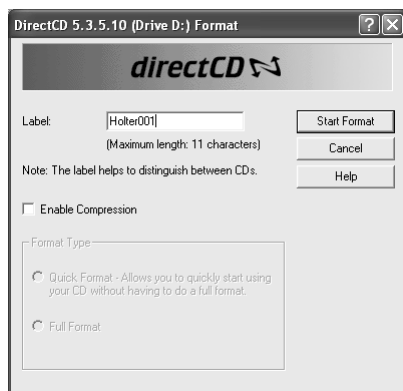 DirectCD 5.3.5.10 (Drive D:) Format
directCD
Label:
Holter001
Start Format
(Maximum length: 11 characters)
Cancel
Note: The label helps to distinguish between CDs.
Help
Enable Compression
Format Type
Quick Format - Allows you to quickly start using
your CD without having to do a full format.
Full Format